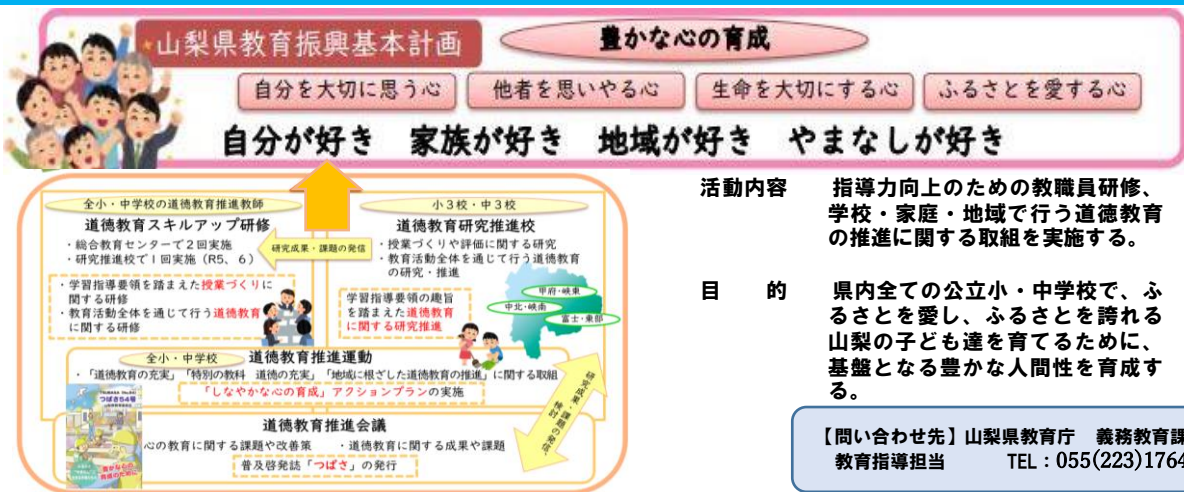 山梨県教育振興基本計画
豊かな心の育成
自分を大切に思う心
他者を思いやる心
生命を大切にする心
ふるさとを愛する心
自分が好き 家族が好き 地域が好き やまなしが好き
全小・中学校の道徳教育推進教師
道徳教育スキルアップ研修
・総合教育センターで2回実施
・研究推進校で1回実施（R5、6）
・学習指導要領を踏まえた授業づくりに
関する研修
・教育活動全体を通じて行う道徳教育
に関する研修
研究成果・課題の発信
小3校・中3校
道徳教育研究推進校
・授業づくりや評価に関する研究
・教育活動全体を通じて行う道徳教育
の研究・推進
学習指導要領の趣旨
を踏まえた道徳教育
に関する研究推進
甲府・峡東
中北・峡南
富士・東部
全小・中学校
道徳教育推進運動
・「道徳教育の充実」「特別の教科 道徳の充実」「地域に根ざした道徳教育の推進」に関する取組
「しなやかな心の育成」アクションプランの実施
研究成果・課題の発信、
検討
道徳教育推進会議
心の教育に関する課題や改善策 ・道徳教育に関する成果や課題
普及啓発誌「つばさ」の発行
つばさ54号
活動内容 指導力向上のための教職員研修、
学校・家庭・地域で行う道徳教育
の推進に関する取組を実施する。
目 的 県内全ての公立小・中学校で、ふ
るさとを愛し、ふるさとを誇れる
山梨の子ども達を育てるために、
基盤となる豊かな人間性を育成す
る。
【問い合わせ先】山梨県教育庁 義務教育課
教育指導担当 TEL：055(223)1764